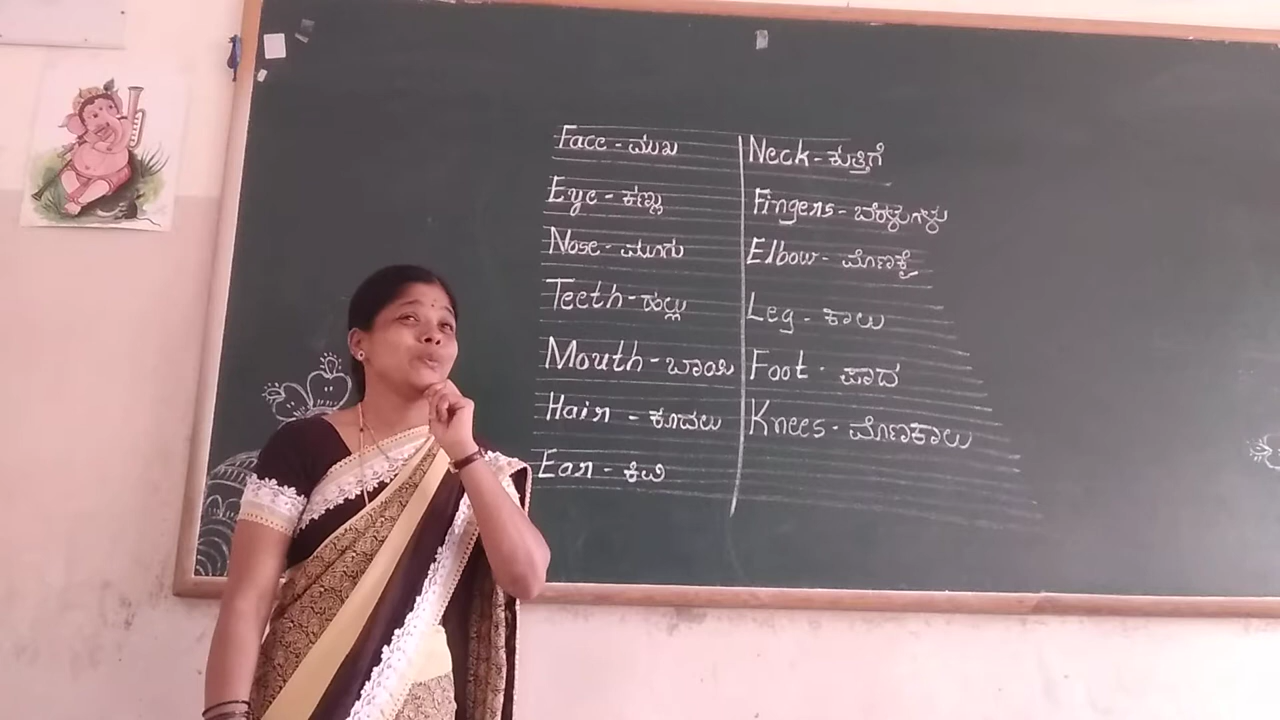 Face - ಮುಖ
Eye - ಕಣ್ಣು
Nose - ಮೂಗು
Teeth - ಹಲ್ಲು
Mouth - ಬಾಯಿ
Hair - ಕೂದಲು
Ear - ಕಿವಿ
Neck - ಕುತ್ತಿಗೆ
Fingers - ಬೆರಳುಗಳು
Elbow - ಮೊಣಕೈ
Leg - ಕಾಲು
Foot - ಪಾದ
Knees - ಮೊಣಕಾಲು